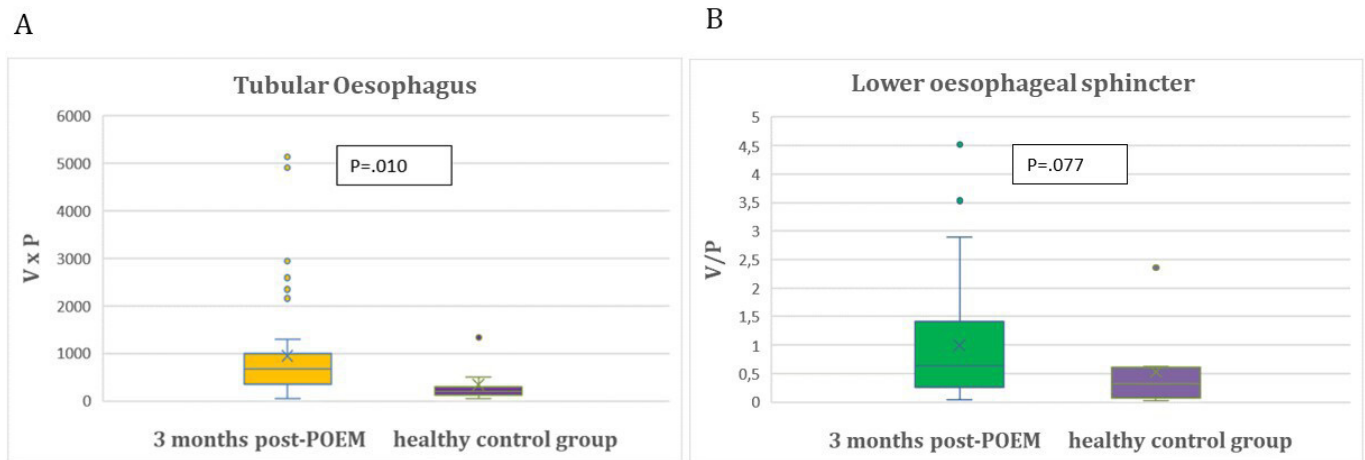 A
Tubular Oesophagus
V x P
6000
5000
4000
3000
2000
1000
0
P=.010
3 months post-POEM
healthy control group
B
Lower oesophageal sphincter
V/P
5
4,5
4
3,5
3
2,5
2
1,5
1
0,5
0
P=.077
3 months post-POEM
healthy control group